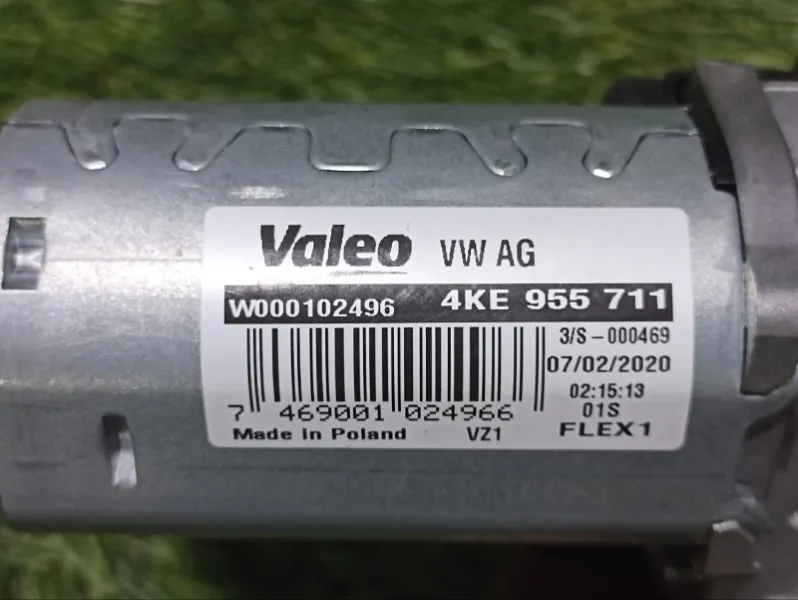 Valeo VW AG
W000102496 4KE 955 711
3/S-000469
07/02/2020
02:15:13
7 469001 024966 01S
Made in Poland VZ1 FLEX1